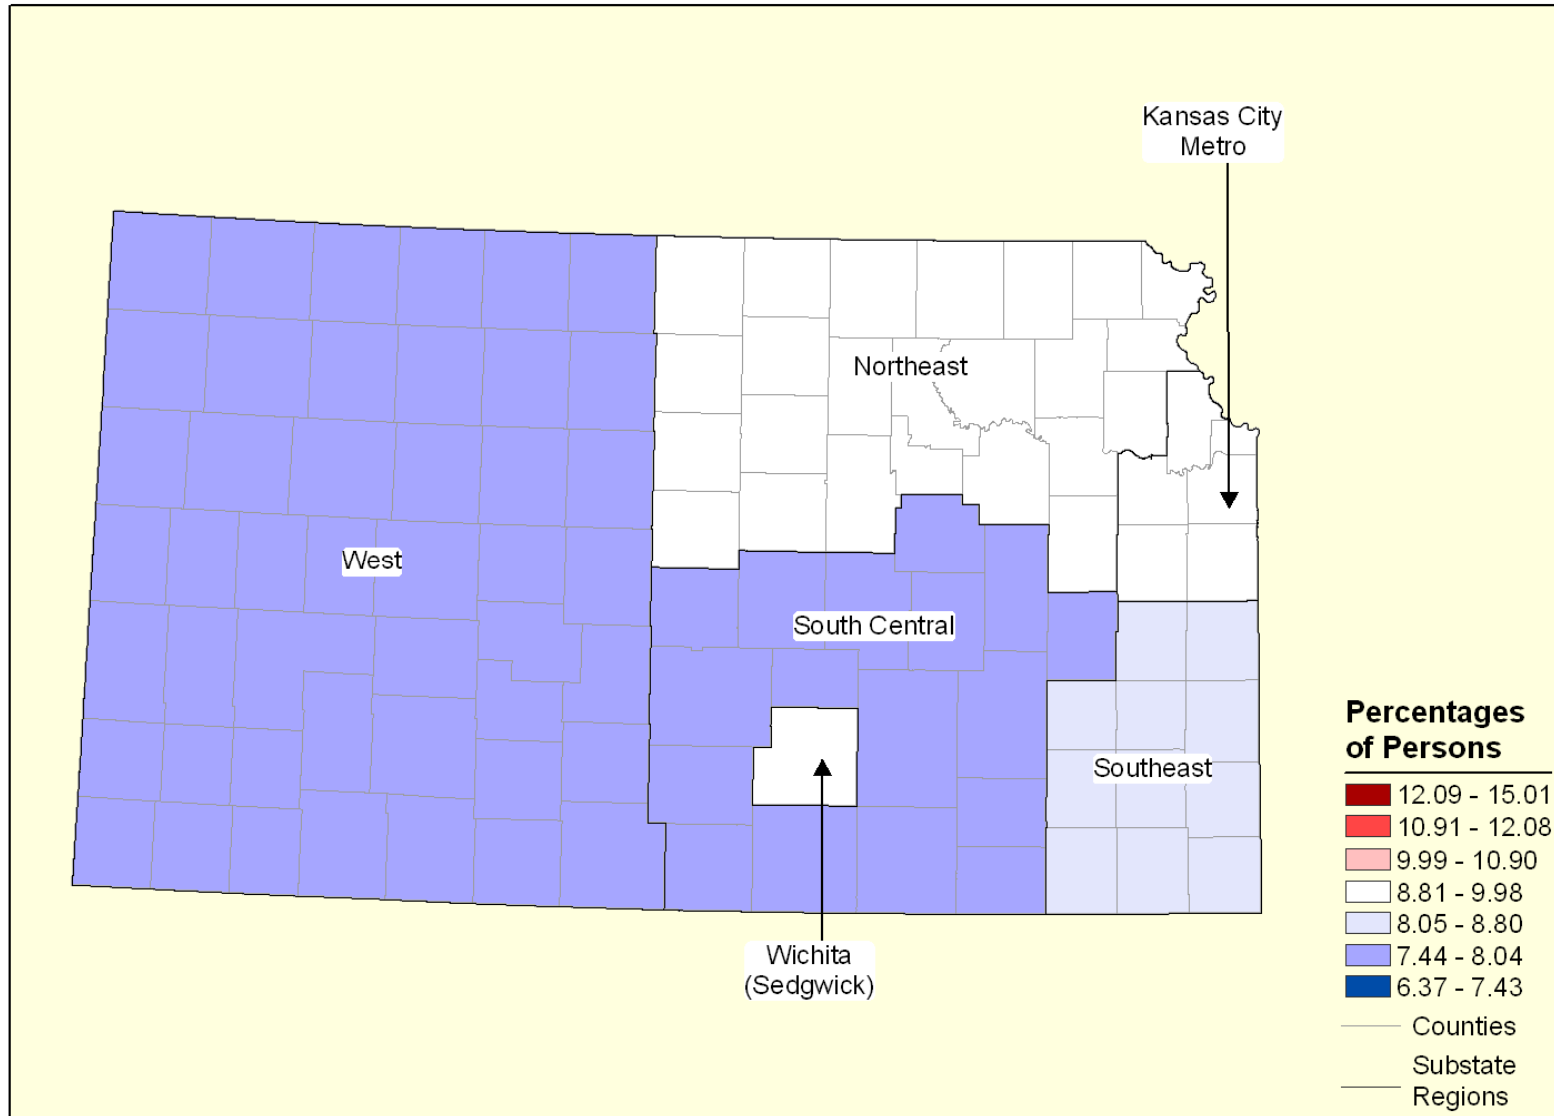 Kansas City
Metro
Northeast
West
South Central
Southeast
Wichita
(Sedgwick)
Percentages
of Persons
12.09 - 15.01
10.91 - 12.08
9.99 - 10.90
8.81 - 9.98
8.05 - 8.80
7.44 - 8.04
6.37 - 7.43
Counties
Substate
Regions